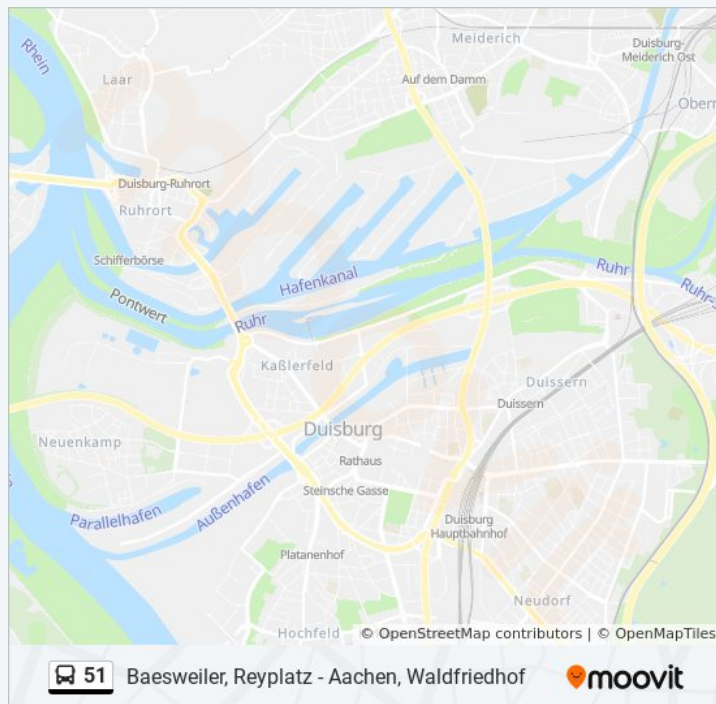 Rhein
Meiderich
Duisburg-
Meiderich Ost
Laar
Auf dem Damm
Duisburg-Ruhrort
Ruhrort
Schifferbörse
Hafenkanal
Ruhr
Pontwert
Ruhr
Kaßlerfeld
Duissern
Duissern
Neuenkamp
Duisburg
Rathaus
Steinsche Gasse
Parallelhafen
Außenhafen
Duisburg
Hauptbahnhof
Platanenhof
Neudorf
Hochfeld
© OpenStreetMap contributors | © OpenMapTiles
51 Baesweiler, Reyplatz - Aachen, Waldfriedhof
moovit